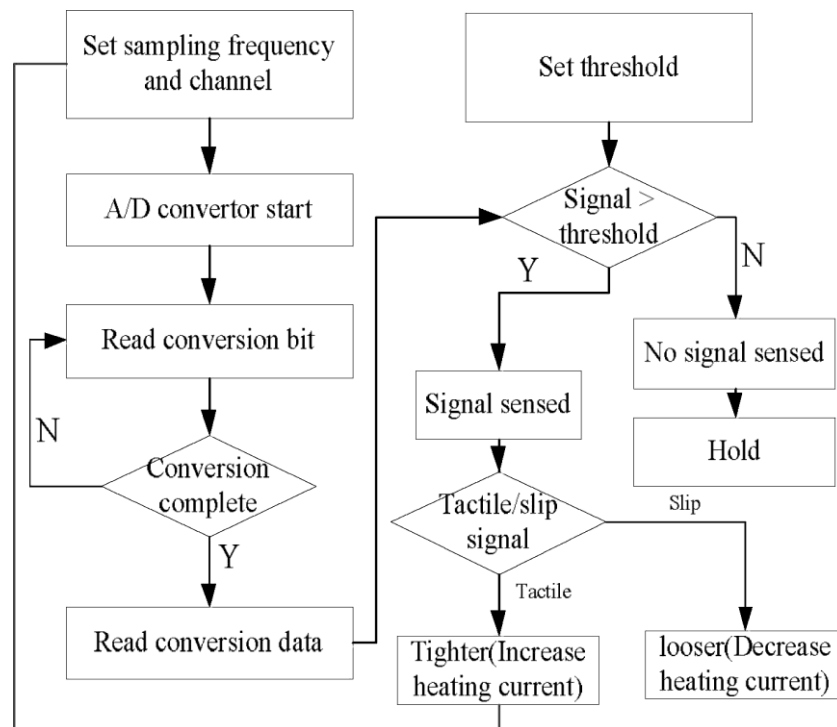 Set sampling frequency
and channel
A/D convertor start
Read conversion bit
N
Conversion
complete
Y
Read conversion data
Set threshold
Signal >
threshold
Y
N
No signal sensed
Hold
Signal sensed
Tactile/slip
signal
Slip
Tactile
Tighter(Increase
heating current)
looser(Decrease
heating current)